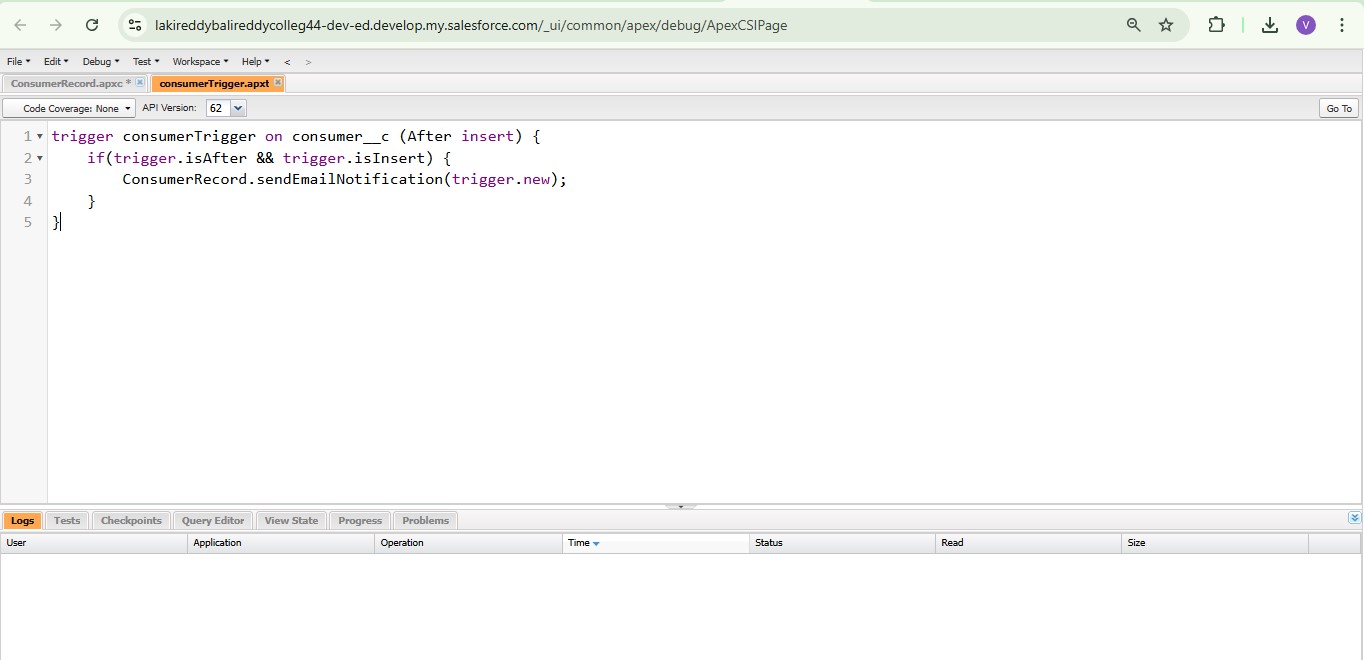 lakireddybalireddycolleg44-dev-ed.develop.my.salesforce.com/_ui/common/apex/debug/ApexCSIPage
V
File Edit Debug Test Workspace Help < >
ConsumerRecord.apxc * consumerTrigger.apxt
Code Coverage: None API Version: 62 Go To
1 trigger consumerTrigger on consumer__c (After insert) {
2 if(trigger.isAfter && trigger.isInsert) {
3 ConsumerRecord.sendEmailNotification(trigger.new);
4 }
5 }
Logs Tests Checkpoints Query Editor View State Progress Problems
User Application Operation Time Status Read Size